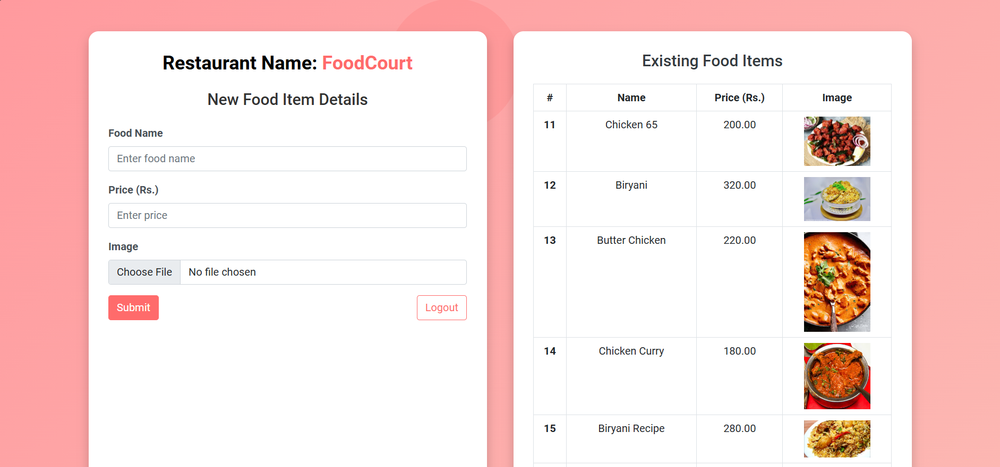 Restaurant Name: FoodCourt
New Food Item Details
Food Name
Enter food name
Price (Rs.)
Enter price
Image
Choose File No file chosen
Submit Logout
Existing Food Items
# Name Price (Rs.) Image
11 Chicken 65 200.00
12 Biryani 320.00
13 Butter Chicken 220.00
14 Chicken Curry 180.00
15 Biryani Recipe 280.00